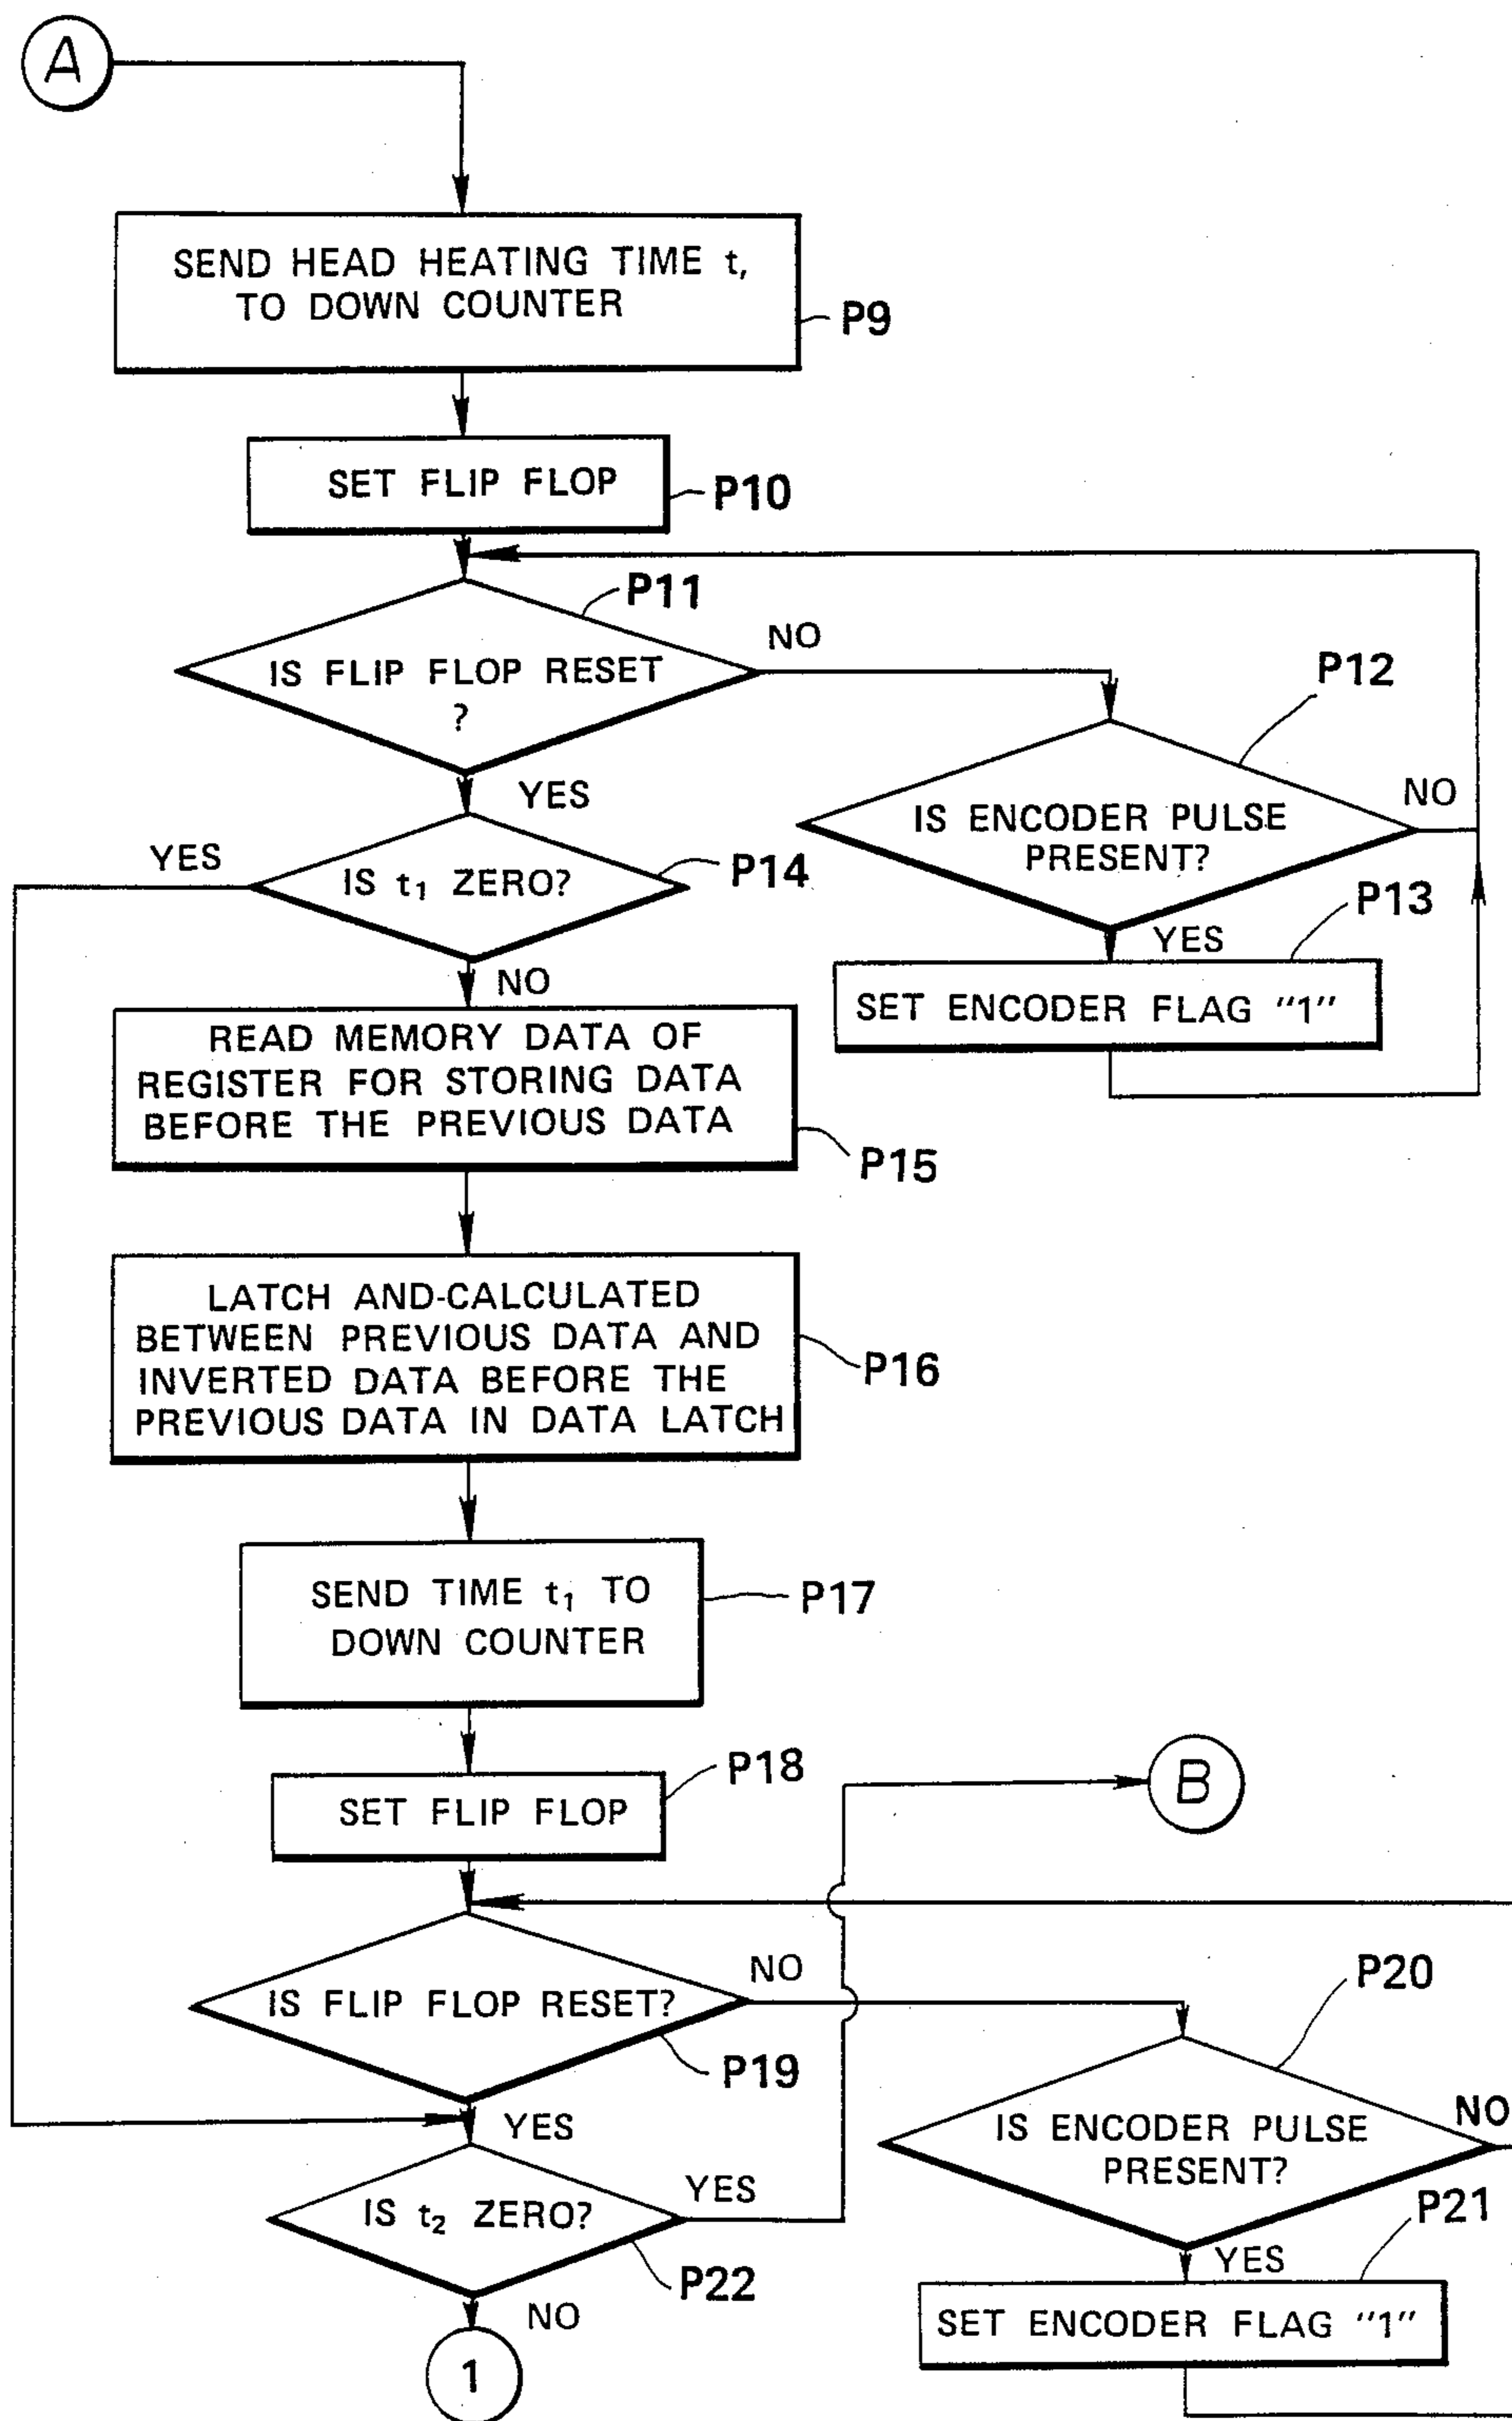 A
SEND HEAD HEATING TIME t,
TO DOWN COUNTER
P9
SET FLIP FLOP
P10
P11
IS FLIP FLOP RESET
?
NO
YES
P12
IS ENCODER PULSE
PRESENT?
NO
YES
P13
SET ENCODER FLAG "1"
YES
IS t₁ ZERO?
P14
NO
READ MEMORY DATA OF
REGISTER FOR STORING DATA
BEFORE THE PREVIOUS DATA
P15
LATCH AND-CALCULATED
BETWEEN PREVIOUS DATA AND
INVERTED DATA BEFORE THE
PREVIOUS DATA IN DATA LATCH
P16
SEND TIME t₁ TO
DOWN COUNTER
P17
P18
SET FLIP FLOP
B
IS FLIP FLOP RESET?
NO
P19
YES
P20
IS ENCODER PULSE
PRESENT?
NO
YES
P21
SET ENCODER FLAG "1"
IS t₂ ZERO?
YES
P22
NO
1